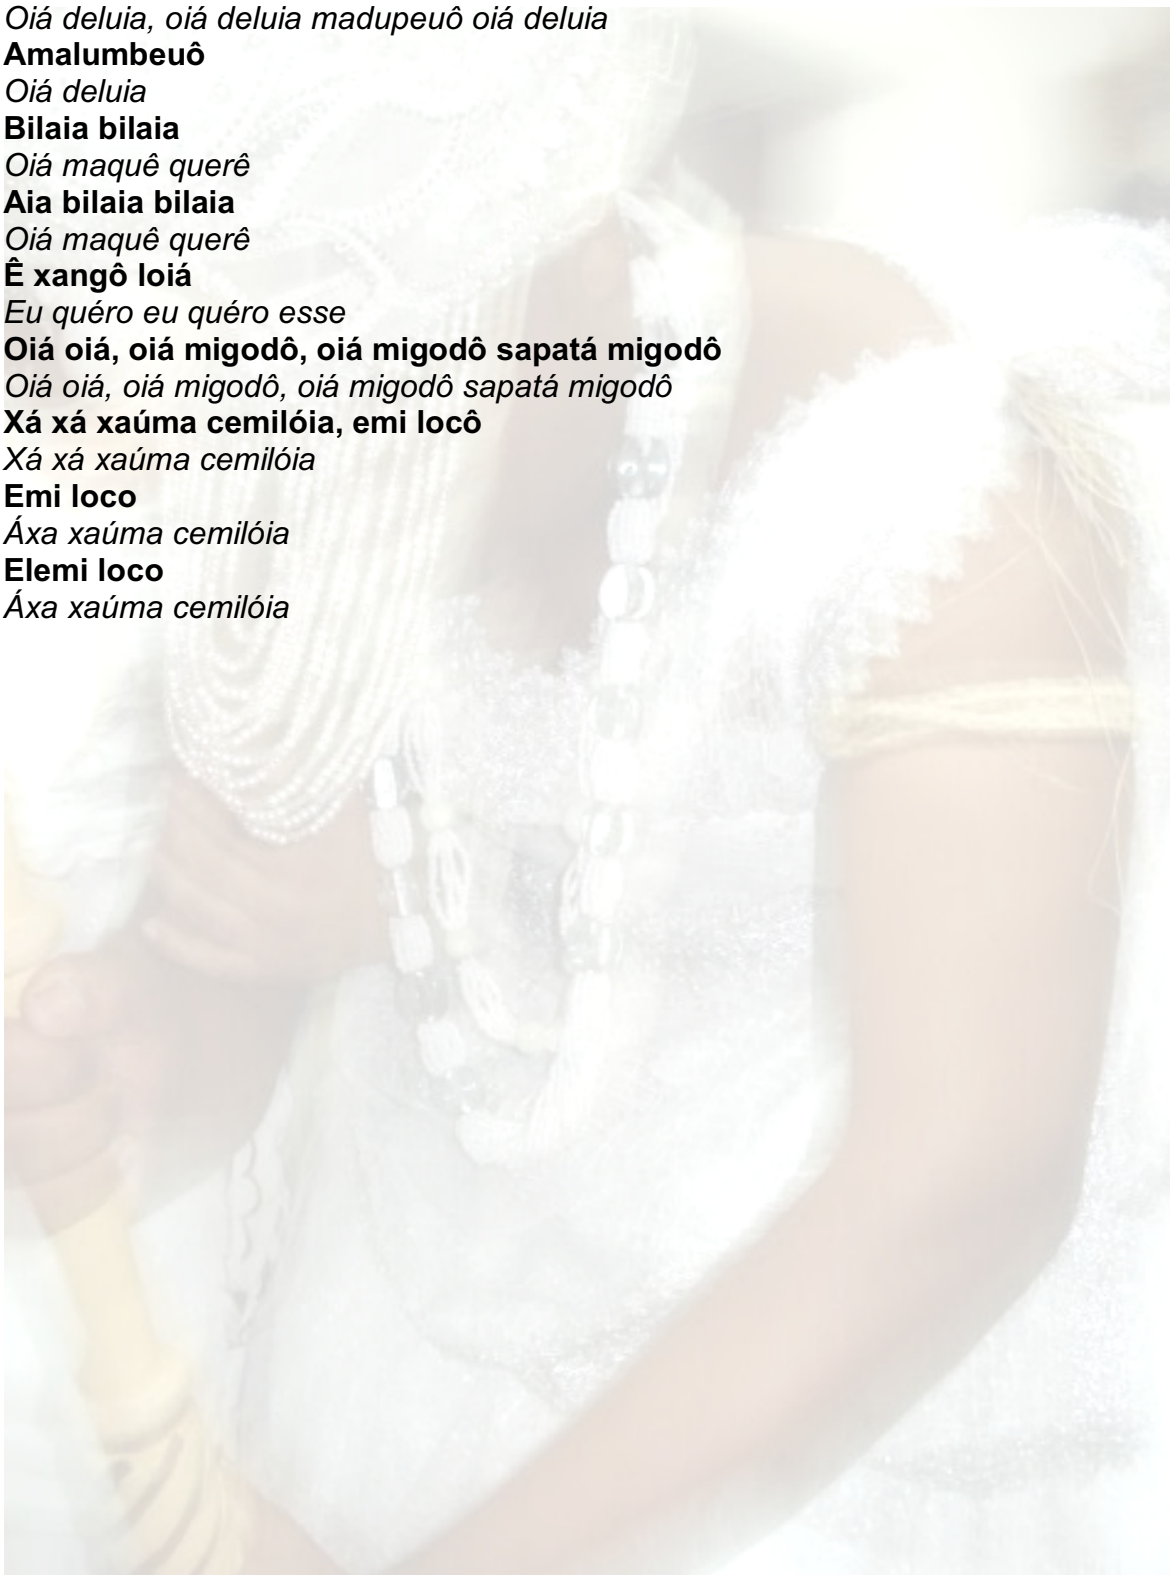 Oiá deluia, oiá deluia madupeuô oiá deluia
Amalumbeuô
Oiá deluia
Bilaia bilaia
Oiá maquê querê
Aia bilaia bilaia
Oiá maquê querê
Ê xangô loiá
Eu quéro eu quéro esse
Oiá oiá, oiá migodô, oiá migodô sapatá migodô
Oiá oiá, oiá migodô, oiá migodô sapatá migodô
Xá xá xaúma cemilóia, emi locô
Xá xá xaúma cemilóia
Emi loco
Áxa xaúma cemilóia
Elemi loco
Áxa xaúma cemilóia